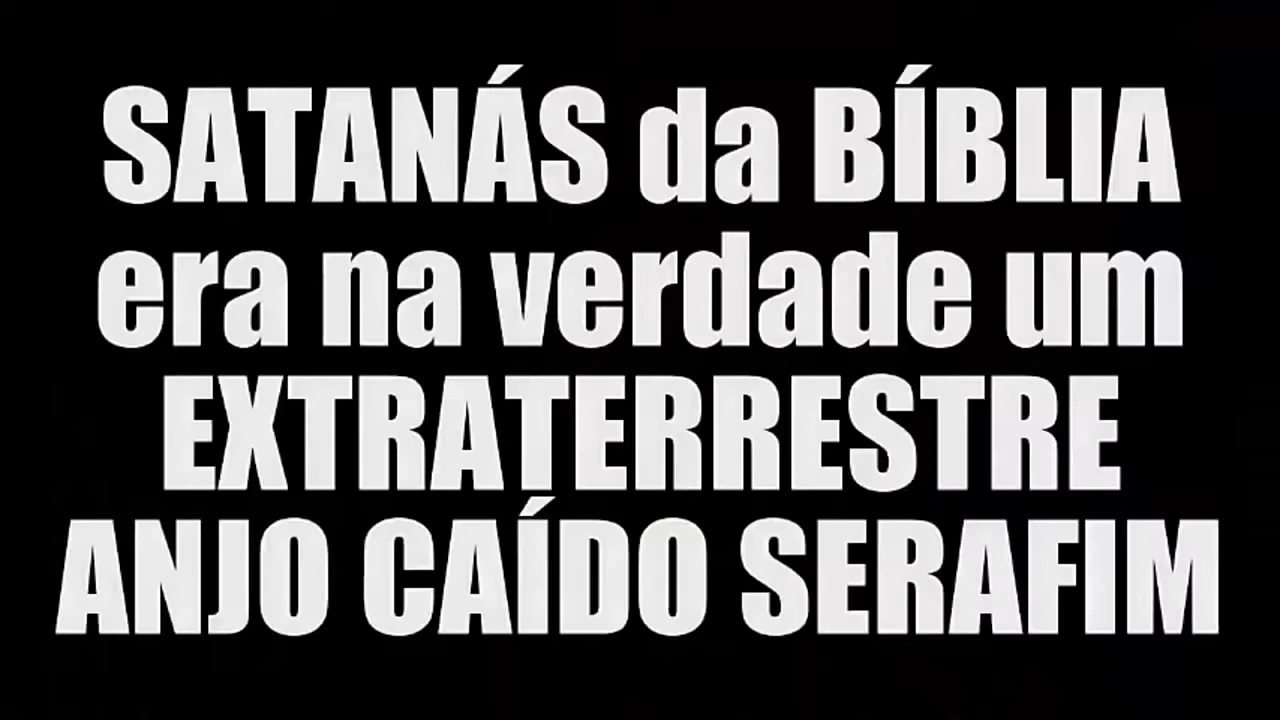 SATANÁS da BÍBLIA
era na verdade um
EXTRATERRESTRE
ANJO CAÍDO SERAFIM